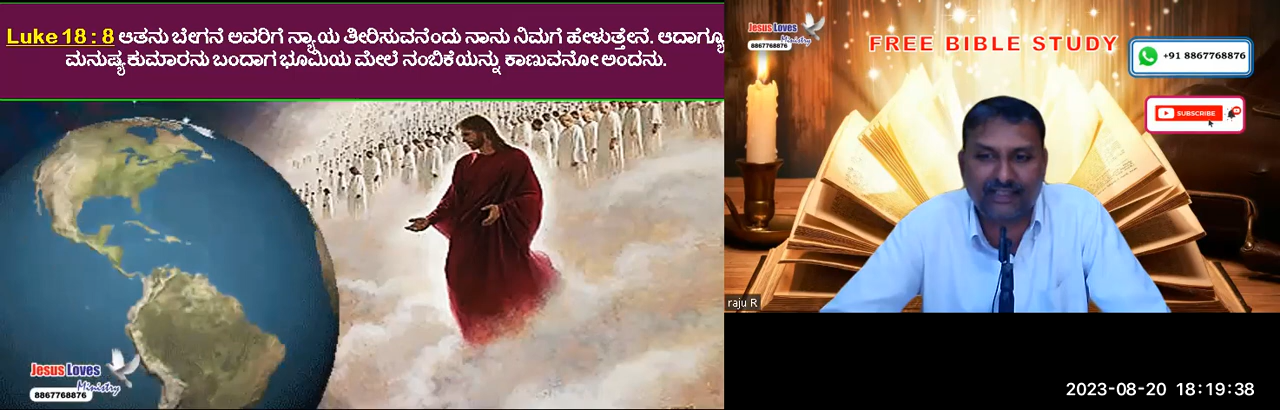 Luke 18 : 8 ಆತನು ಬೇಗನೆ ಅವರಿಗೆ ನ್ಯಾಯ ತೀರಿಸುವನೆಂದು ನಾನು ನಿಮಗೆ ಹೇಳುತ್ತೇನೆ. ಆದಾಗ್ಯೂ
ಮನುಷ್ಯಕುಮಾರನು ಬಂದಾಗ ಭೂಮಿಯ ಮೇಲೆ ನಂಬಿಕೆಯನ್ನು ಕಾಣುವನೋ ಅಂದನು.
Jesus Loves
Ministry
8867768876
Jesus Loves
Ministry
8867768876
FREE BIBLE STUDY
+91 8867768876
SUBSCRIBE
raju R
2023-08-20 18:19:38